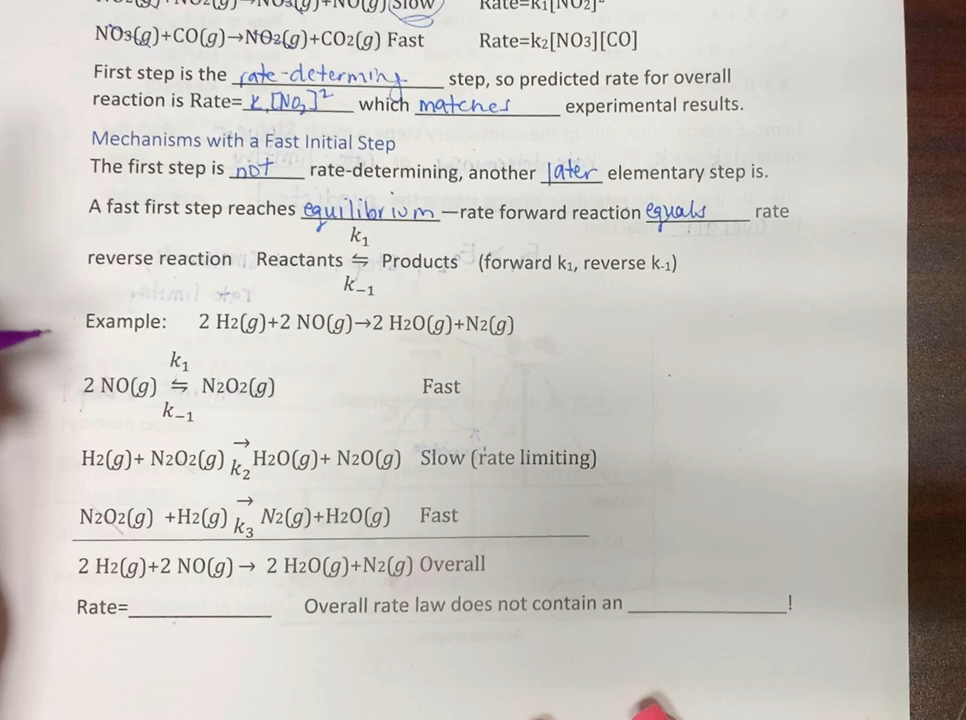 NO3(g)+CO(g)→NO2(g)+CO2(g) Fast Rate=k2[NO3][CO]
First step is the rate-determing step, so predicted rate for overall
reaction is Rate= k1[NO2]² which matches experimental results.
Mechanisms with a Fast Initial Step
The first step is not rate-determining, another later elementary step is.
A fast first step reaches equilibrium—rate forward reaction equals rate
k1
reverse reaction Reactants ⇋ Products (forward k1, reverse k-1)
k−1
Example: 2 H2(g)+2 NO(g)→2 H2O(g)+N2(g)
k1
2 NO(g) ⇋ N2O2(g) Fast
k−1
H2(g)+ N2O2(g) →k2 H2O(g)+ N2O(g) Slow (rate limiting)
N2O2(g) +H2(g) →k3 N2(g)+H2O(g) Fast
2 H2(g)+2 NO(g)→ 2 H2O(g)+N2(g) Overall
Rate=____________ Overall rate law does not contain an ______________!